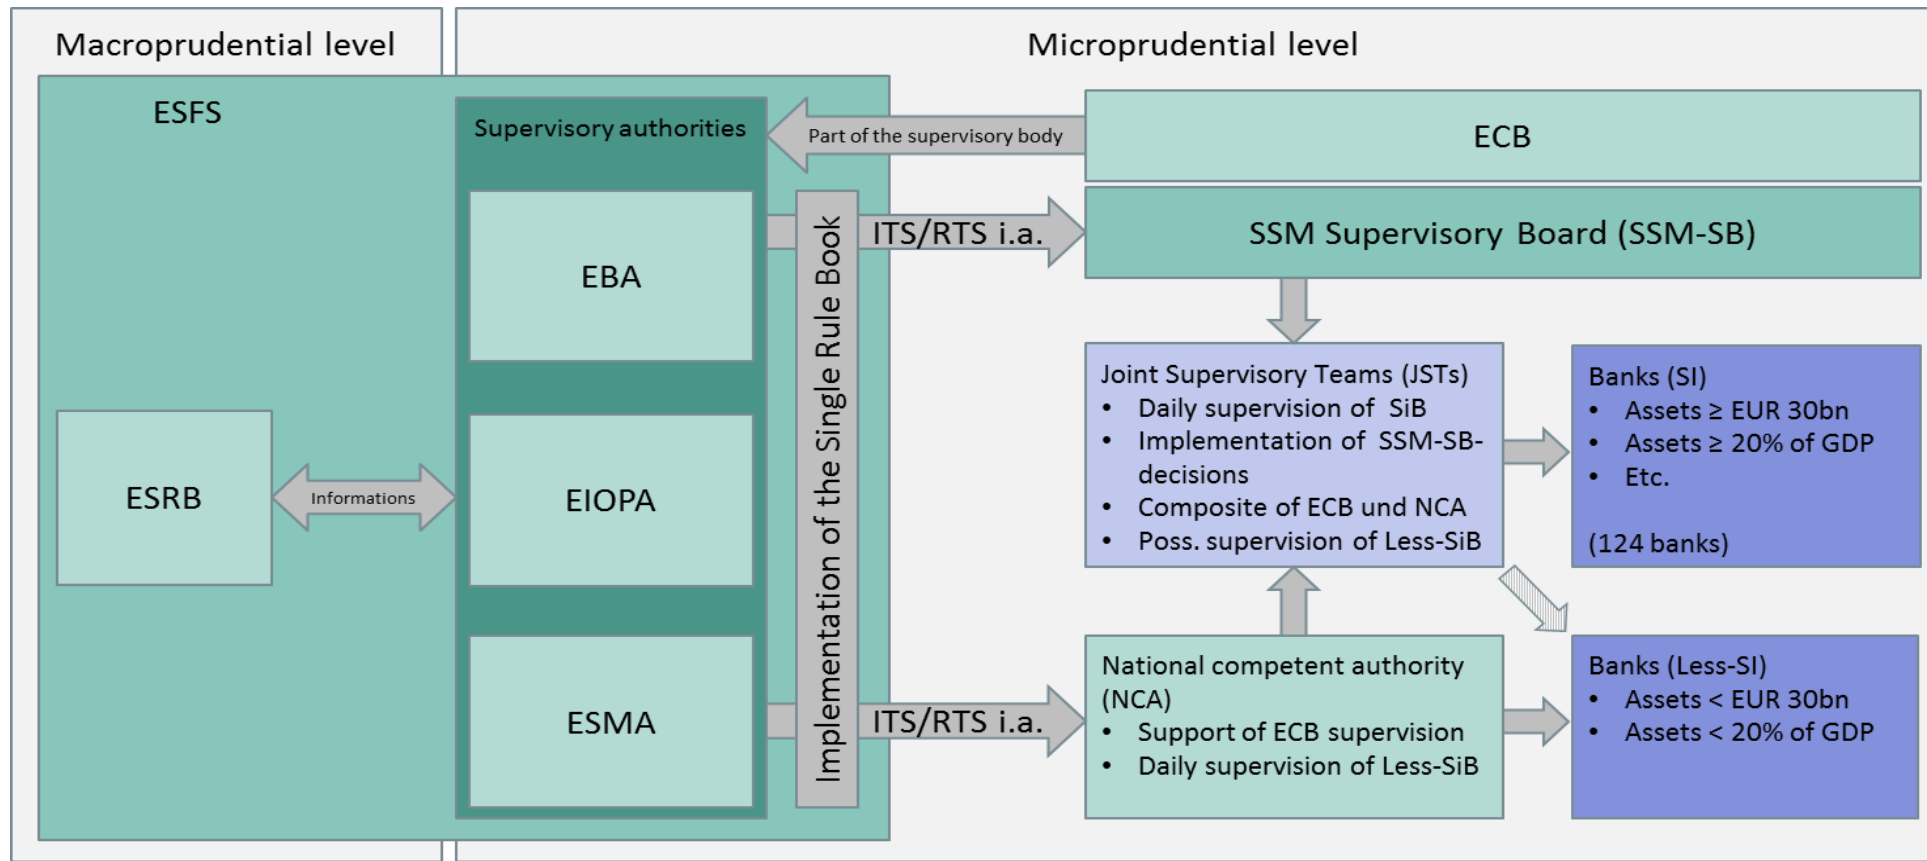 Macroprudential level
Microprudential level
ESFS
Supervisory authorities
Part of the supervisory body
ECB
EBA
ITS/RTS i.a.
SSM Supervisory Board (SSM-SB)
Implementation of the Single Rule Book
Joint Supervisory Teams (JSTs)
• Daily supervision of SiB
• Implementation of SSM-SB-
decisions
• Composite of ECB und NCA
• Poss. supervision of Less-SiB
Banks (SI)
• Assets ≥ EUR 30bn
• Assets ≥ 20% of GDP
• Etc.
(124 banks)
ESRB
Informations
EIOPA
ESMA
ITS/RTS i.a.
National competent authority
(NCA)
• Support of ECB supervision
• Daily supervision of Less-SiB
Banks (Less-SI)
• Assets < EUR 30bn
• Assets < 20% of GDP